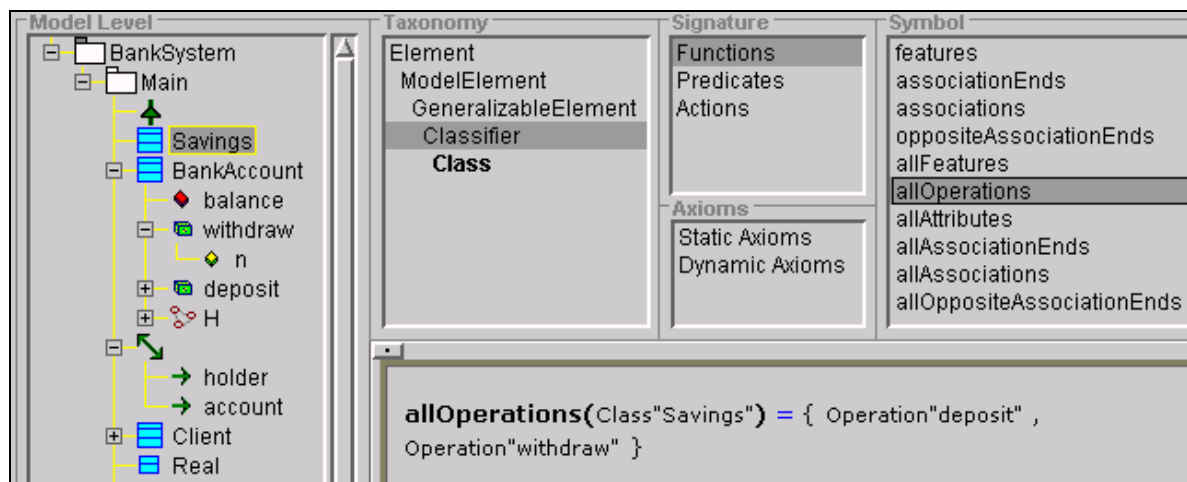 Model Level
BankSystem
Main
Savings
BankAccount
balance
withdraw
n
deposit
H
holder
account
Client
Real
Taxonomy
Element
ModelElement
GeneralizableElement
Classifier
Class
Signature
Functions
Predicates
Actions
Axioms
Static Axioms
Dynamic Axioms
Symbol
features
associationEnds
associations
oppositeAssociationEnds
allFeatures
allOperations
allAttributes
allAssociationEnds
allAssociations
allOppositeAssociationEnds
allOperations(Class"Savings") = { Operation"deposit" ,
Operation"withdraw" }